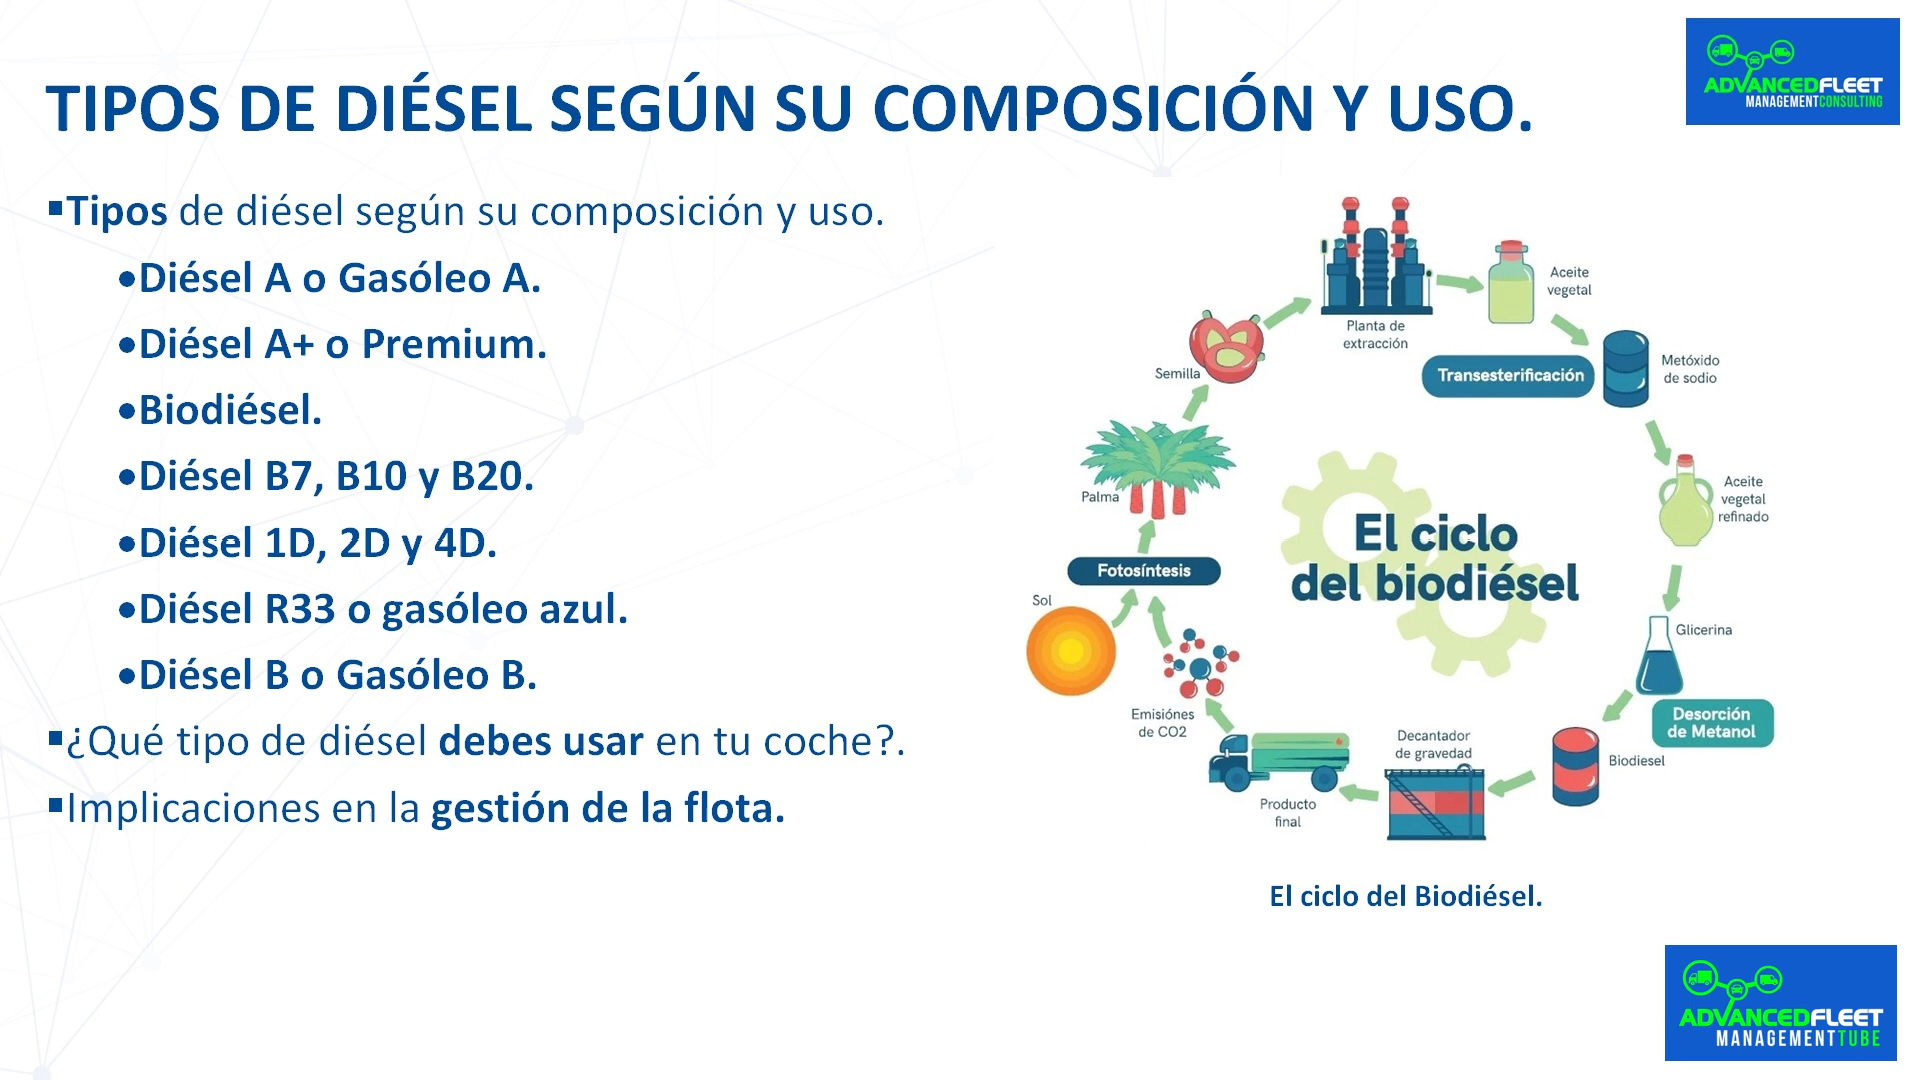 TIPOS DE DIÉSEL SEGÚN SU COMPOSICIÓN Y USO.
ADVANCEDFLEET
MANAGEMENTCONSULTING
▪Tipos de diésel según su composición y uso.
•Diésel A o Gasóleo A.
•Diésel A+ o Premium.
•Biodiésel.
•Diésel B7, B10 y B20.
•Diésel 1D, 2D y 4D.
•Diésel R33 o gasóleo azul.
•Diésel B o Gasóleo B.
▪¿Qué tipo de diésel debes usar en tu coche?.
▪Implicaciones en la gestión de la flota.
Planta de
extracción
Aceite
vegetal
Transesterificación
Metóxido
de sodio
Aceite
vegetal
refinado
Glicerina
Desorción
de Metanol
Biodiesel
Decantador
de gravedad
Producto
final
Emisiónes
de CO2
Sol
Fotosíntesis
Palma
Semilla
El ciclo
del biodiésel
El ciclo del Biodiésel.
ADVANCEDFLEET
MANAGEMENTTUBE